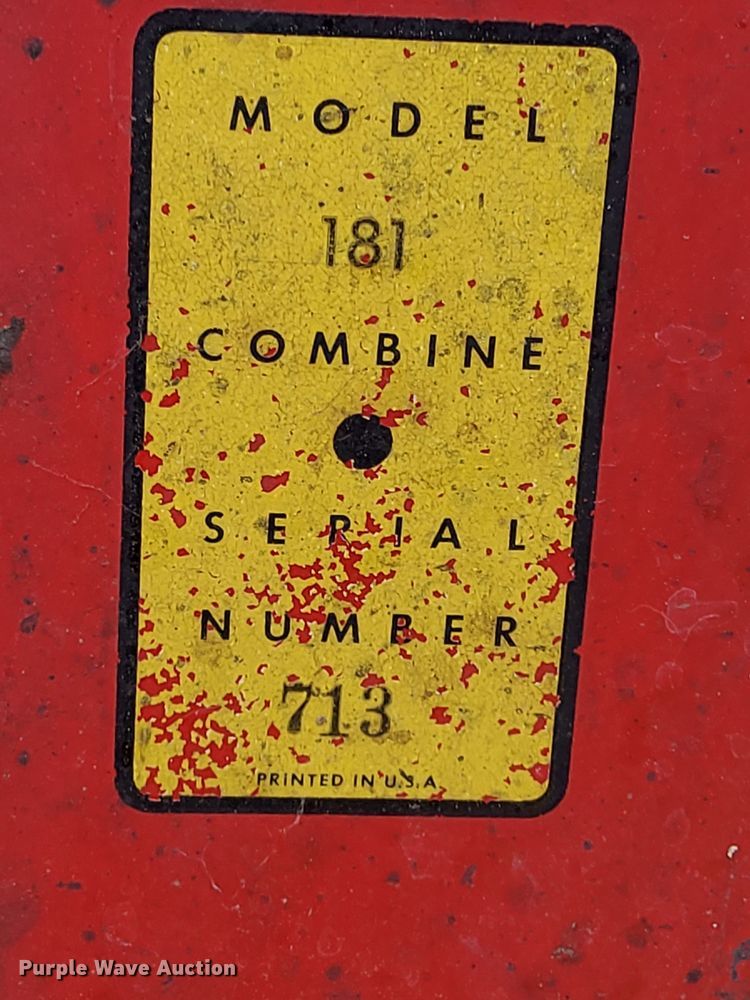 MODEL
181
COMBINE
SERIAL
NUMBER
713
PRINTED IN U.S.A
Purple Wave Auction